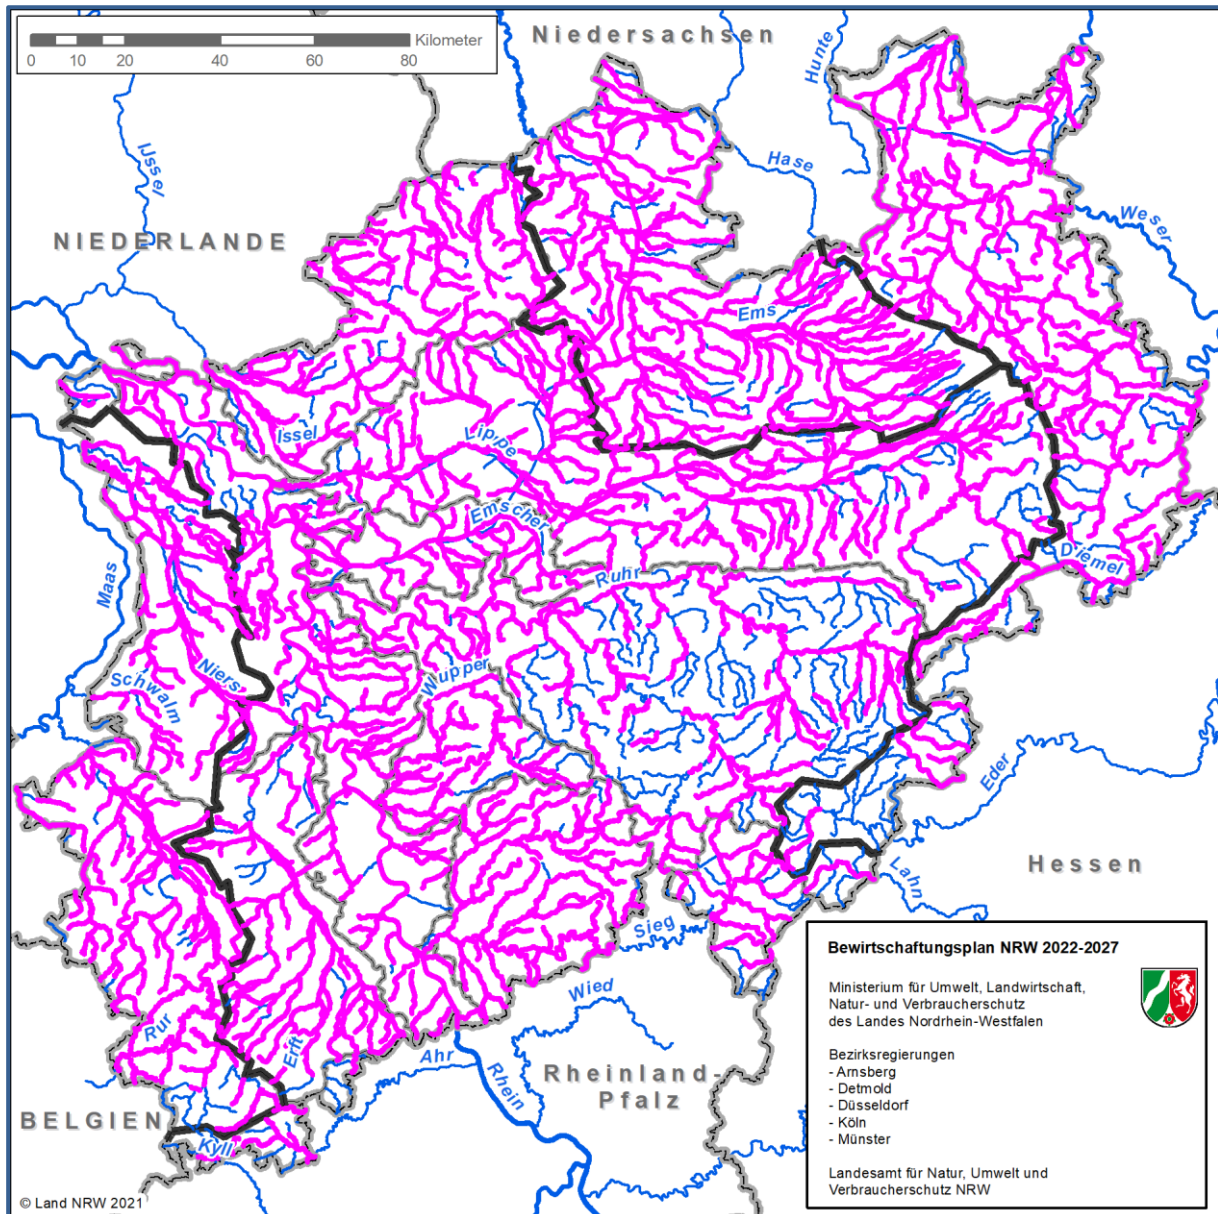 Kilometer
0 10 20 40 60 80
Niedersachsen
Hunte
IJssel
Hase
NIEDERLANDE
Weser
Ems
Issel
Lippe
Emscher
Maas
Ruhr
Diemel
Schwalm
Niers
Wupper
Eder
Hessen
Lahn
Sieg
Wied
Rur
Erft
Ahr
Rhein
Rheinland-
Pfalz
BELGIEN
Kyll
Bewirtschaftungsplan NRW 2022-2027
Ministerium für Umwelt, Landwirtschaft,
Natur- und Verbraucherschutz
des Landes Nordrhein-Westfalen
Bezirksregierungen
- Arnsberg
- Detmold
- Düsseldorf
- Köln
- Münster
Landesamt für Natur, Umwelt und
Verbraucherschutz NRW
© Land NRW 2021